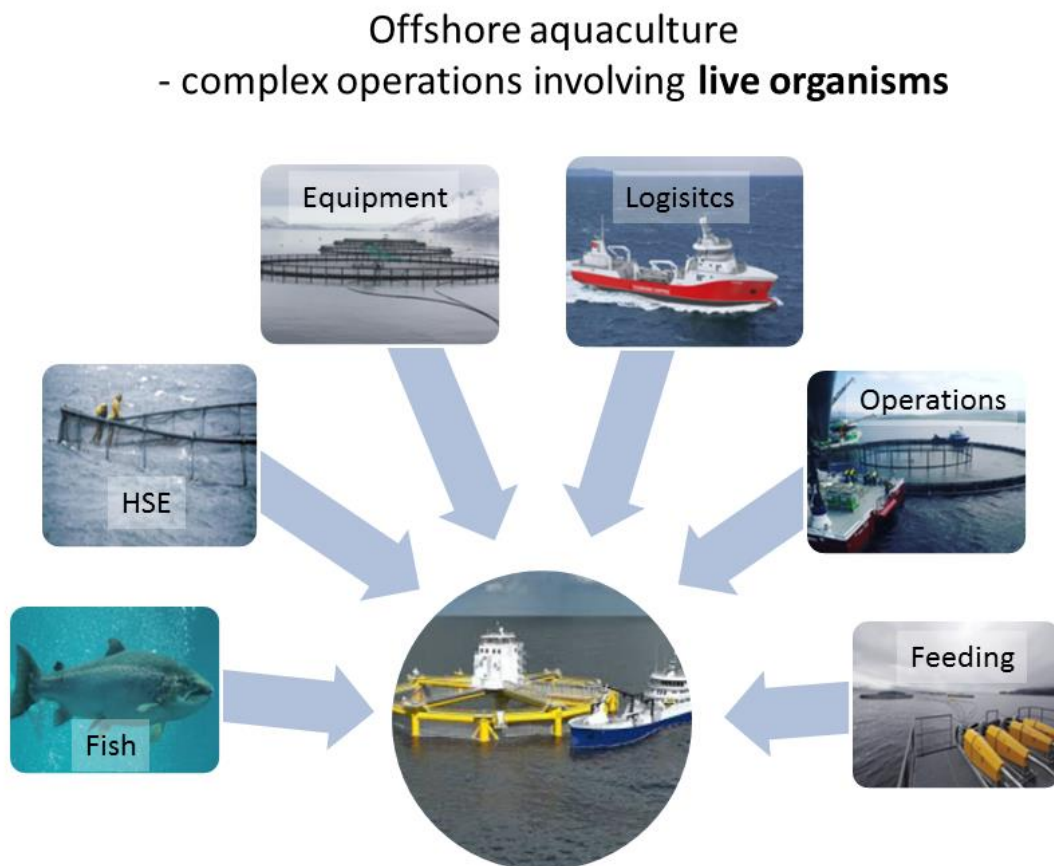 Offshore aquaculture
- complex operations involving live organisms
Equipment
Logisitcs
Operations
HSE
Feeding
Fish